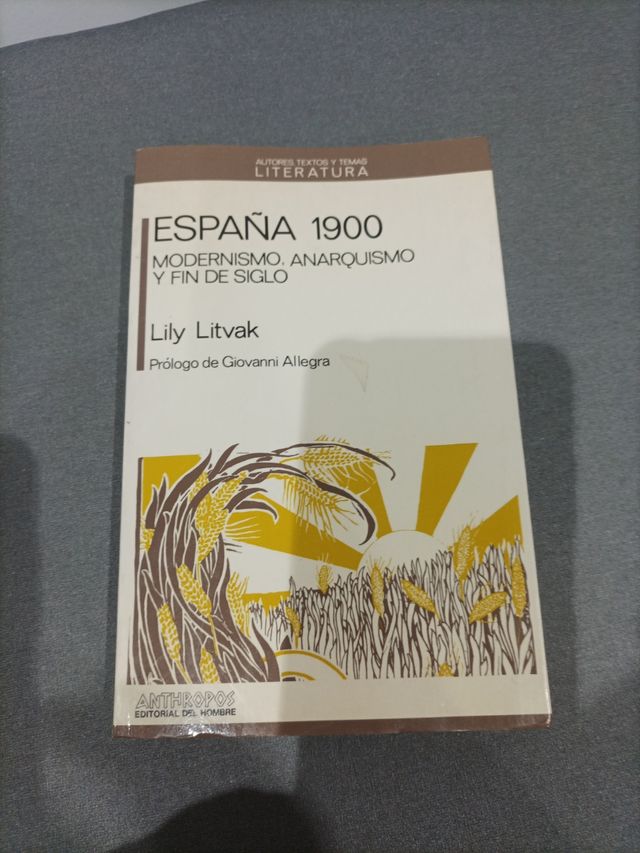 AUTORES, TEXTOS Y TEMAS
LITERATURA
ESPAÑA 1900
MODERNISMO, ANARQUISMO
Y FIN DE SIGLO
Lily Litvak
Prólogo de Giovanni Allegra
ANTHROPOS
EDITORIAL DEL HOMBRE